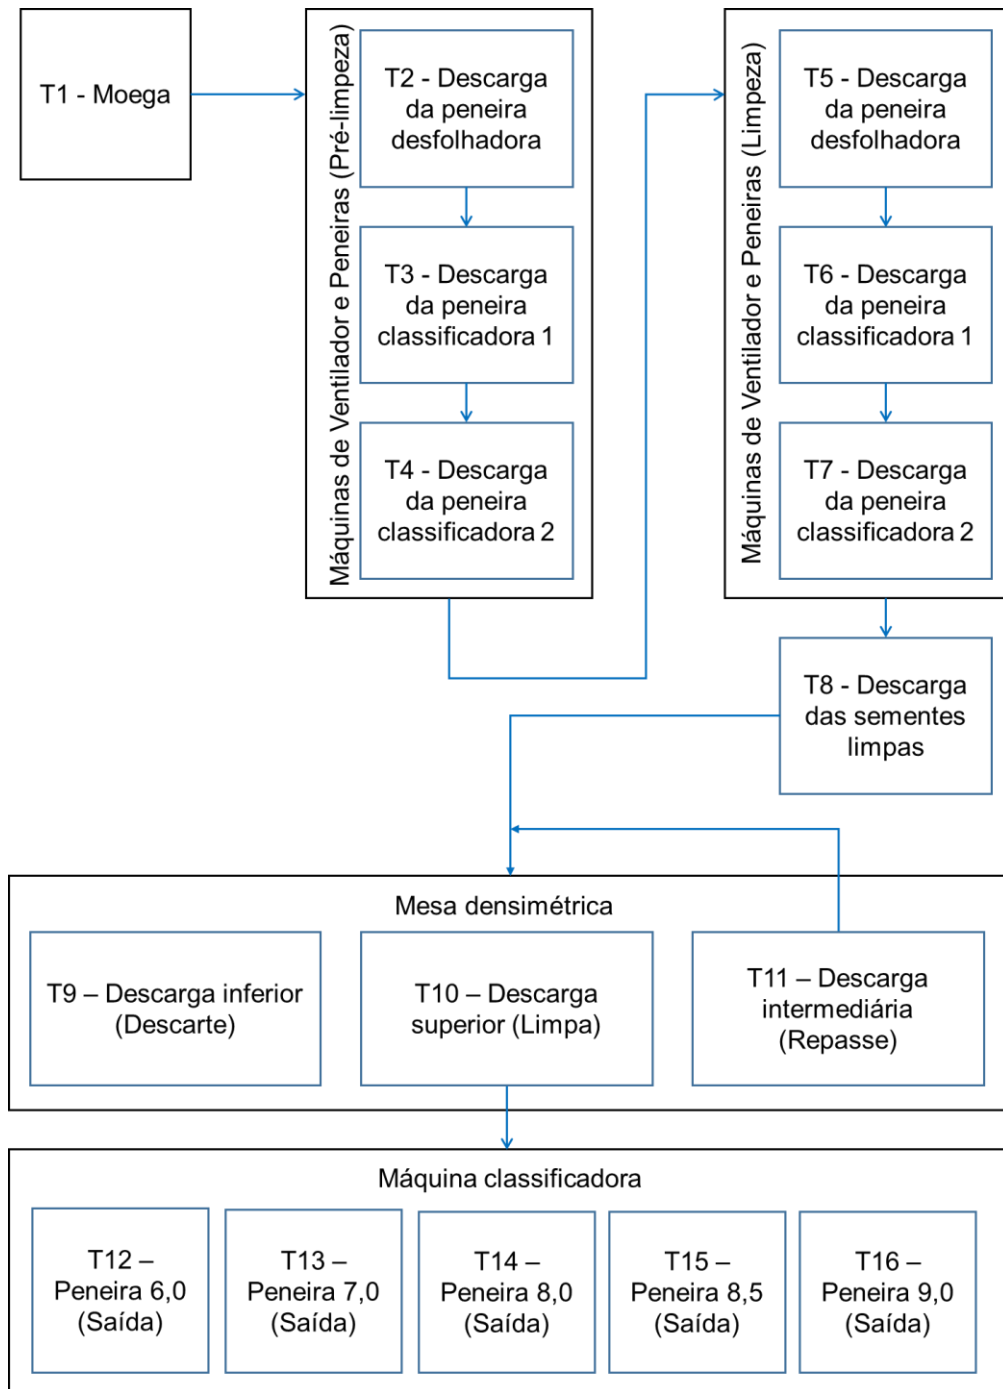 T1 - Moega
Máquinas de Ventilador e Peneiras (Pré-limpeza)
T2 - Descarga
da peneira
desfolhadora
T3 - Descarga
da peneira
classificadora 1
T4 - Descarga
da peneira
classificadora 2
Máquinas de Ventilador e Peneiras (Limpeza)
T5 - Descarga
da peneira
desfolhadora
T6 - Descarga
da peneira
classificadora 1
T7 - Descarga
da peneira
classificadora 2
T8 - Descarga
das sementes
limpas
Mesa densimétrica
T9 – Descarga inferior
(Descarte)
T10 – Descarga
superior (Limpa)
T11 – Descarga
intermediária
(Repasse)
Máquina classificadora
T12 –
Peneira 6,0
(Saída)
T13 –
Peneira 7,0
(Saída)
T14 –
Peneira 8,0
(Saída)
T15 –
Peneira 8,5
(Saída)
T16 –
Peneira 9,0
(Saída)